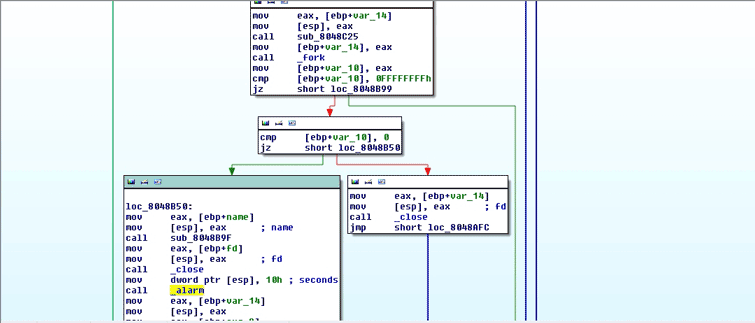 mov eax, [ebp+var_14]
mov [esp], eax
call sub_8048C25
mov [ebp+var_14], eax
call _fork
mov [ebp+var_10], eax
cmp [ebp+var_10], 0FFFFFFFFh
jz short loc_8048B99
cmp [ebp+var_10], 0
jz short loc_8048B50
loc_8048B50:
mov eax, [ebp+name]
mov [esp], eax ; name
call sub_8048B9F
mov eax, [ebp+fd]
mov [esp], eax ; fd
call _close
mov dword ptr [esp], 10h ; seconds
call _alarm
mov eax, [ebp+var_14]
mov [esp], eax
mov eax, [ebp+var_14]
mov [esp], eax ; fd
call _close
jmp short loc_8048AFC